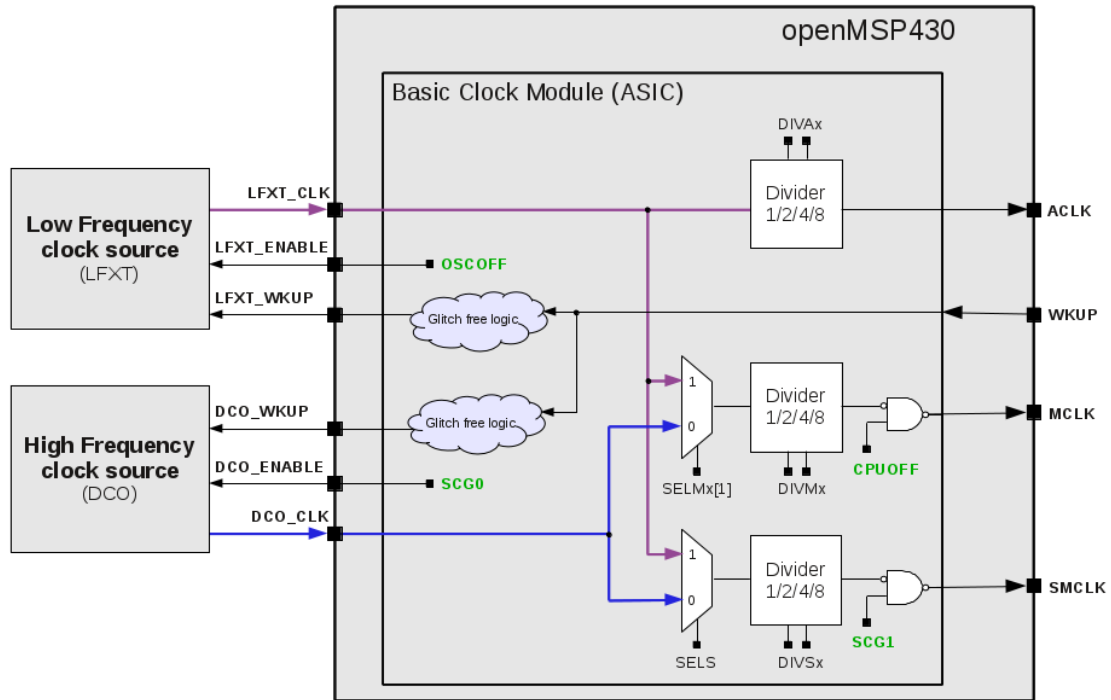 openMSP430
Basic Clock Module (ASIC)
DIVAx
LFXT_CLK
Low Frequency
clock source
(LFXT)
Divider
1/2/4/8
ACLK
LFXT_ENABLE
OSCOFF
LFXT_WKUP
Glitch free logic
WKUP
DCO_WKUP
Glitch free logic
1
0
Divider
1/2/4/8
MCLK
High Frequency
clock source
(DCO)
DCO_ENABLE
SCG0
SELMx[1]
DIVMx
CPUOFF
DCO_CLK
1
0
Divider
1/2/4/8
SMCLK
SELS
DIVSx
SCG1